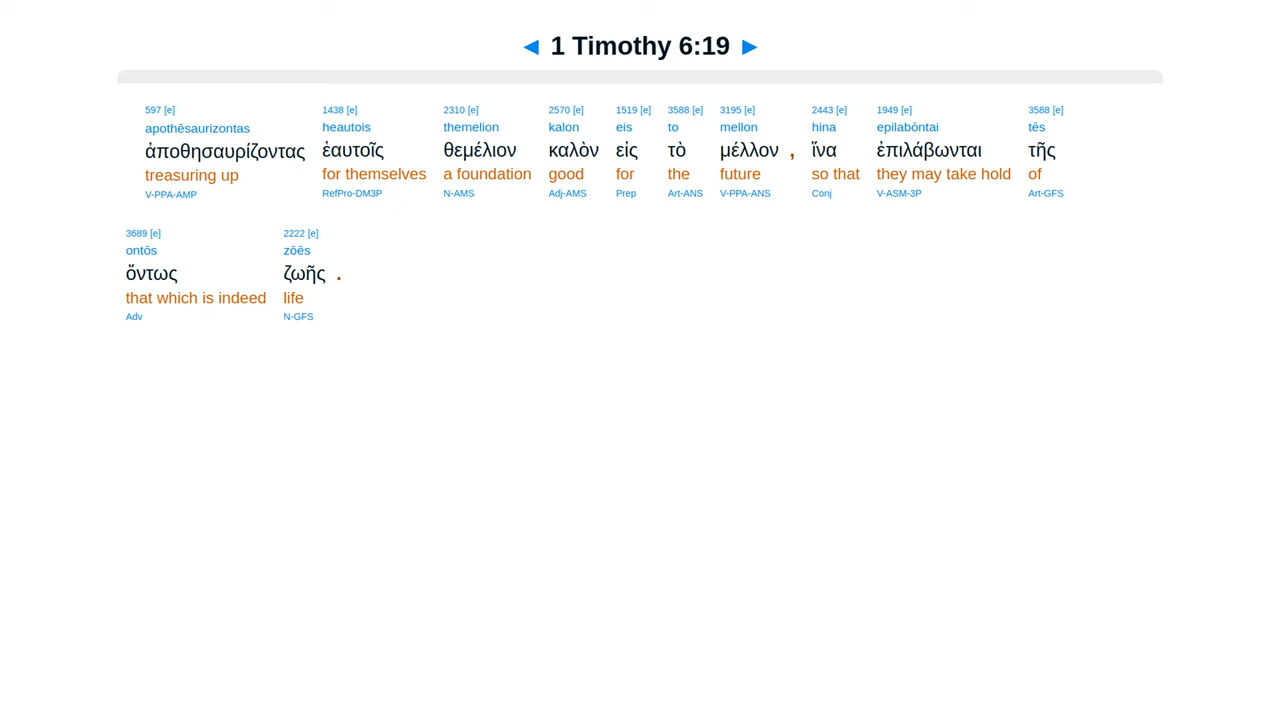 ◄ 1 Timothy 6:19 ►
597 [e] 1438 [e] 2310 [e] 2570 [e] 1519 [e] 3588 [e] 3195 [e] 2443 [e] 1949 [e] 3588 [e]
apothēsaurizontas heautois themelion kalon eis to mellon hina epilabōntai tēs
ἀποθησαυρίζοντας ἑαυτοῖς θεμέλιον καλὸν εἰς τὸ μέλλον , ἵνα ἐπιλάβωνται τῆς
treasuring up for themselves a foundation good for the future so that they may take hold of
V-PPA-AMP RefPro-DM3P N-AMS Adj-AMS Prep Art-ANS V-PPA-ANS Conj V-ASM-3P Art-GFS
3689 [e] 2222 [e]
ontōs zōēs
ὄντως ζωῆς .
that which is indeed life
Adv N-GFS